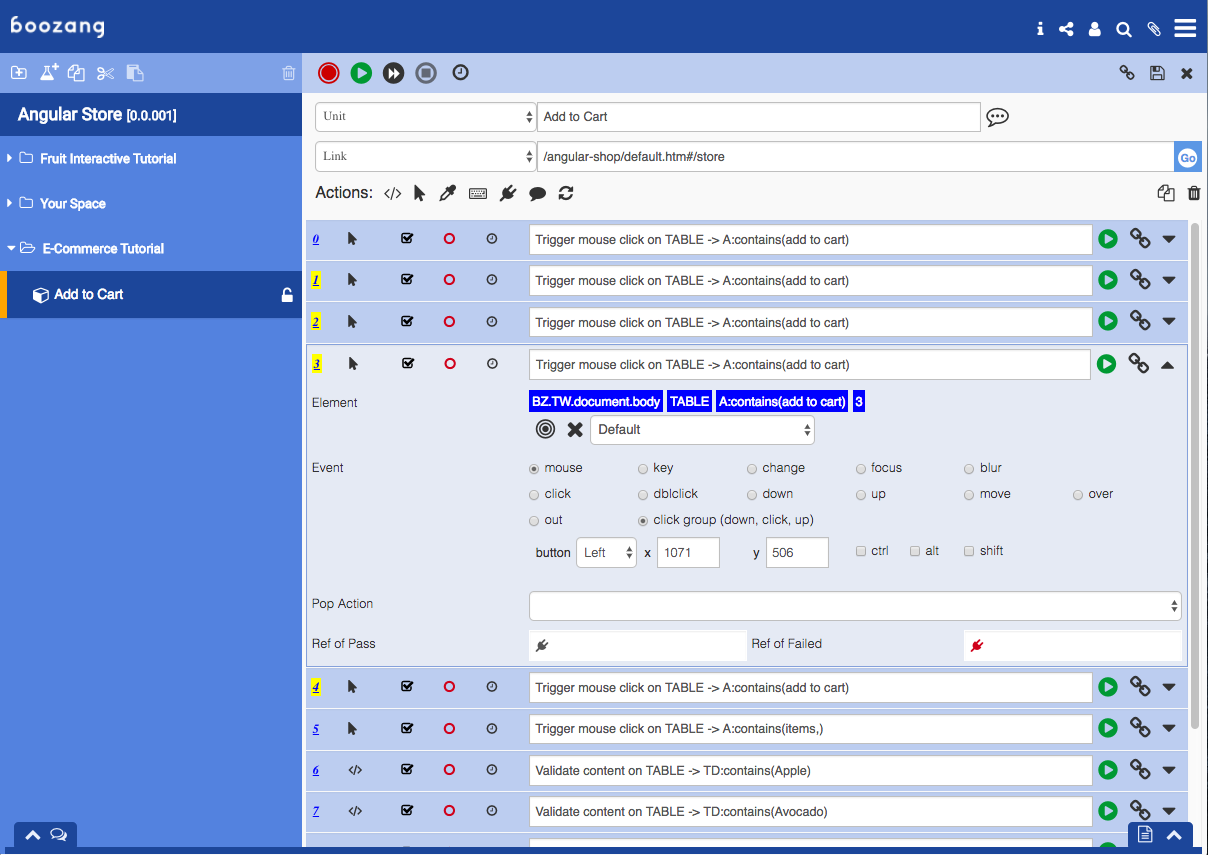 boozang
Angular Store [0.0.001]
Fruit Interactive Tutorial
Your Space
E-Commerce Tutorial
Add to Cart
Unit Add to Cart
Link /angular-shop/default.htm#/store Go
Actions:
0 Trigger mouse click on TABLE -> A:contains(add to cart)
1 Trigger mouse click on TABLE -> A:contains(add to cart)
2 Trigger mouse click on TABLE -> A:contains(add to cart)
3 Trigger mouse click on TABLE -> A:contains(add to cart)
Element BZ.TW.document.body TABLE A:contains(add to cart) 3
Default
Event mouse key change focus blur
click dblclick down up move over
out click group (down, click, up)
button Left x 1071 y 506 ctrl alt shift
Pop Action
Ref of Pass Ref of Failed
4 Trigger mouse click on TABLE -> A:contains(add to cart)
5 Trigger mouse click on TABLE -> A:contains(items,)
6 Validate content on TABLE -> TD:contains(Apple)
7 Validate content on TABLE -> TD:contains(Avocado)